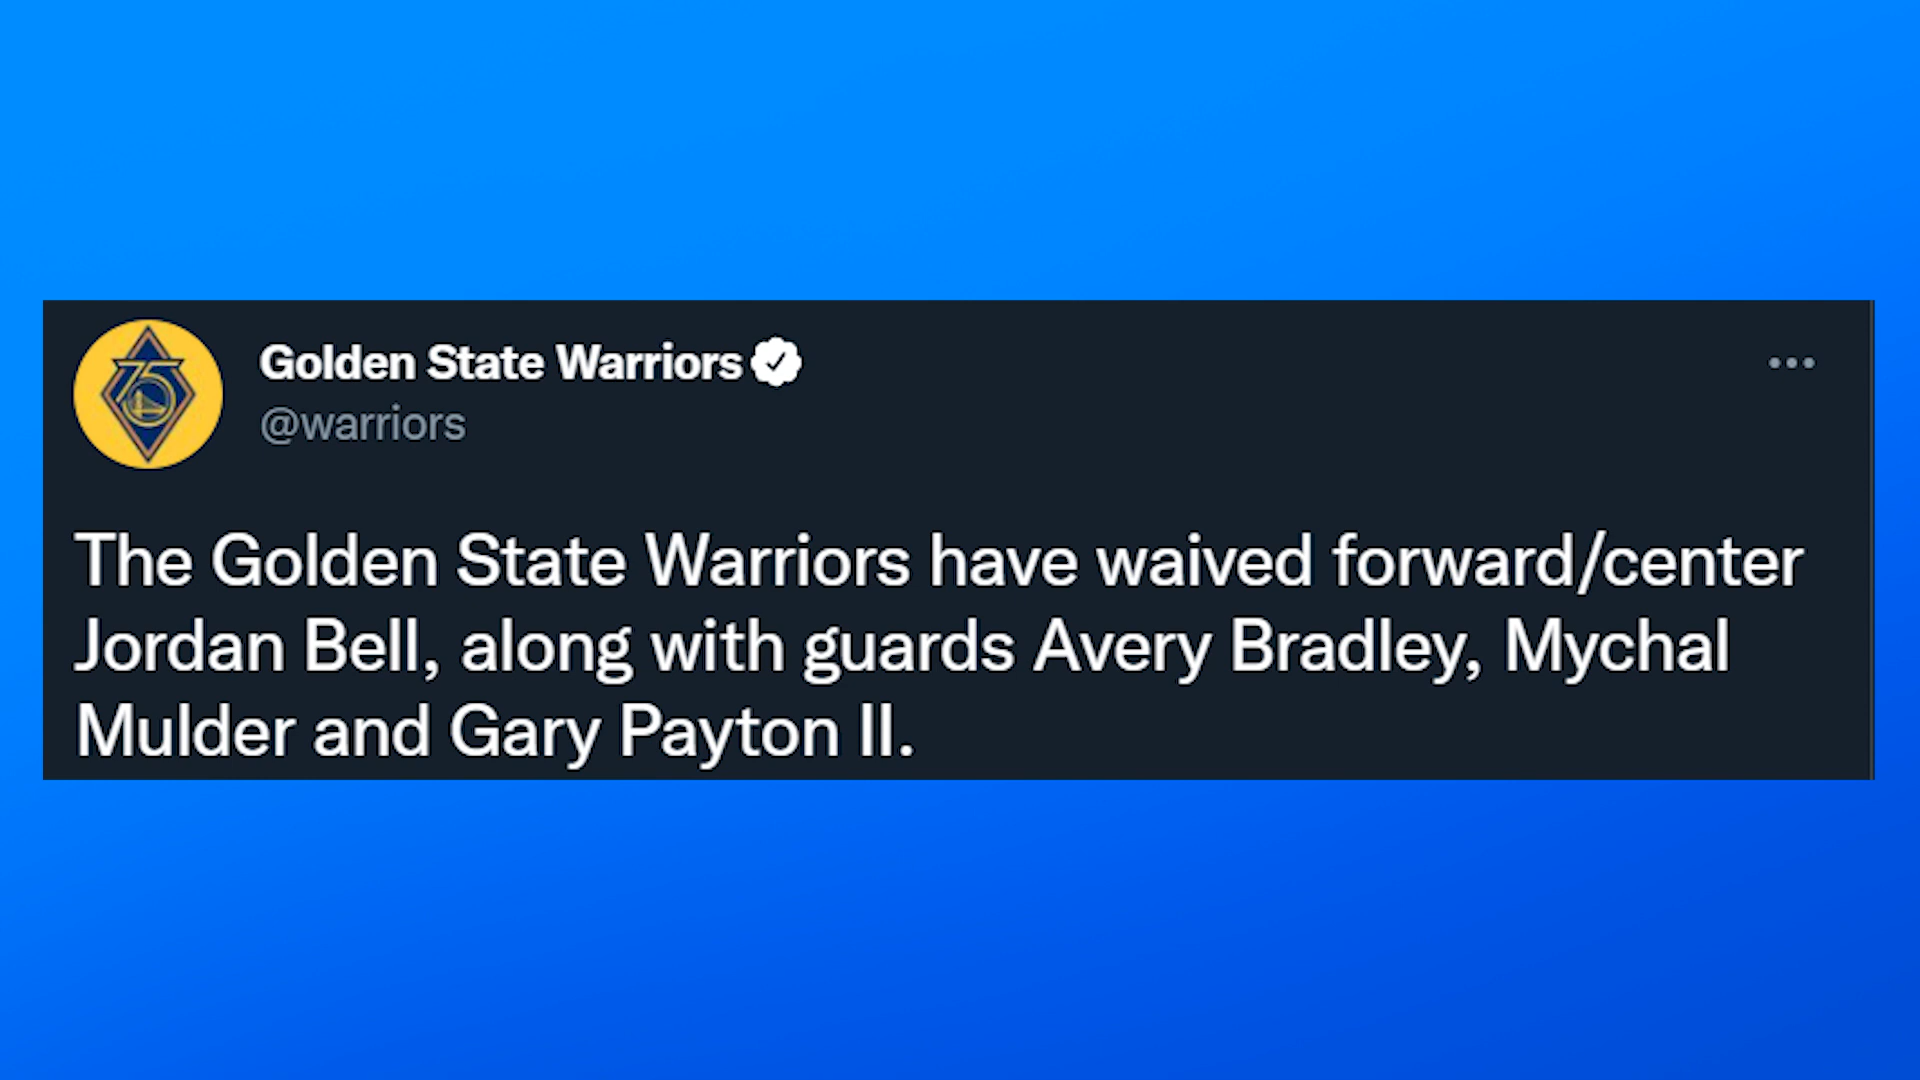 75
Golden State Warriors
@warriors
The Golden State Warriors have waived forward/center
Jordan Bell, along with guards Avery Bradley, Mychal
Mulder and Gary Payton II.